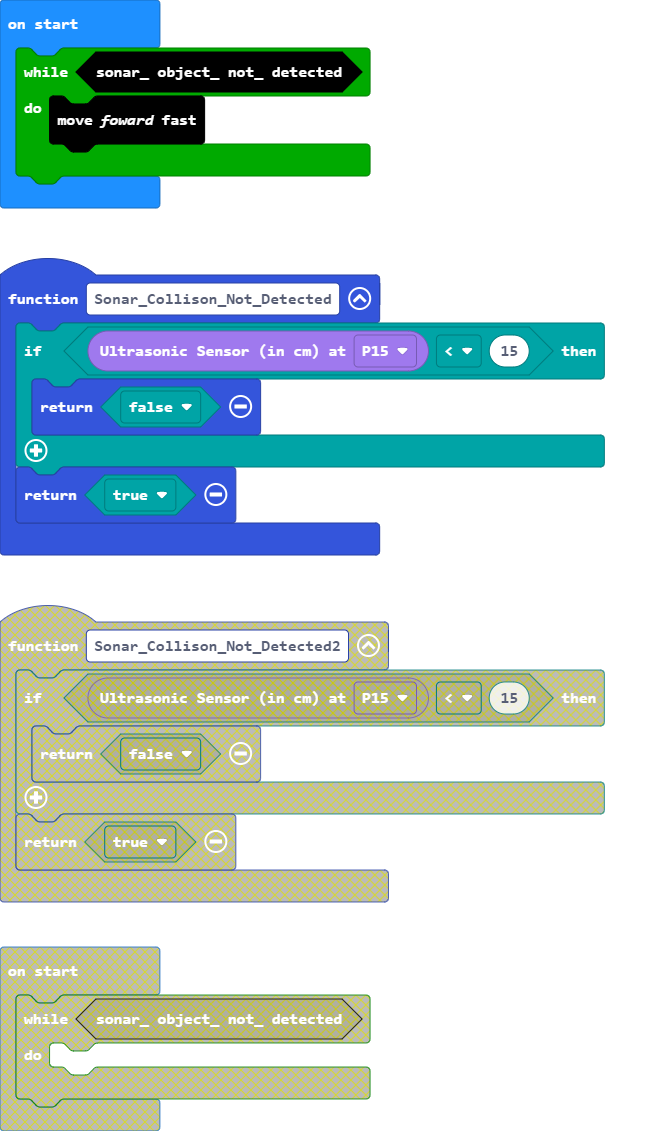 on start
while sonar_ object_ not_ detected
do move foward fast
function Sonar_Collison_Not_Detected
if Ultrasonic Sensor (in cm) at P15 < 15 then
return false
return true
function Sonar_Collison_Not_Detected2
if Ultrasonic Sensor (in cm) at P15 < 15 then
return false
return true
on start
while sonar_ object_ not_ detected
do